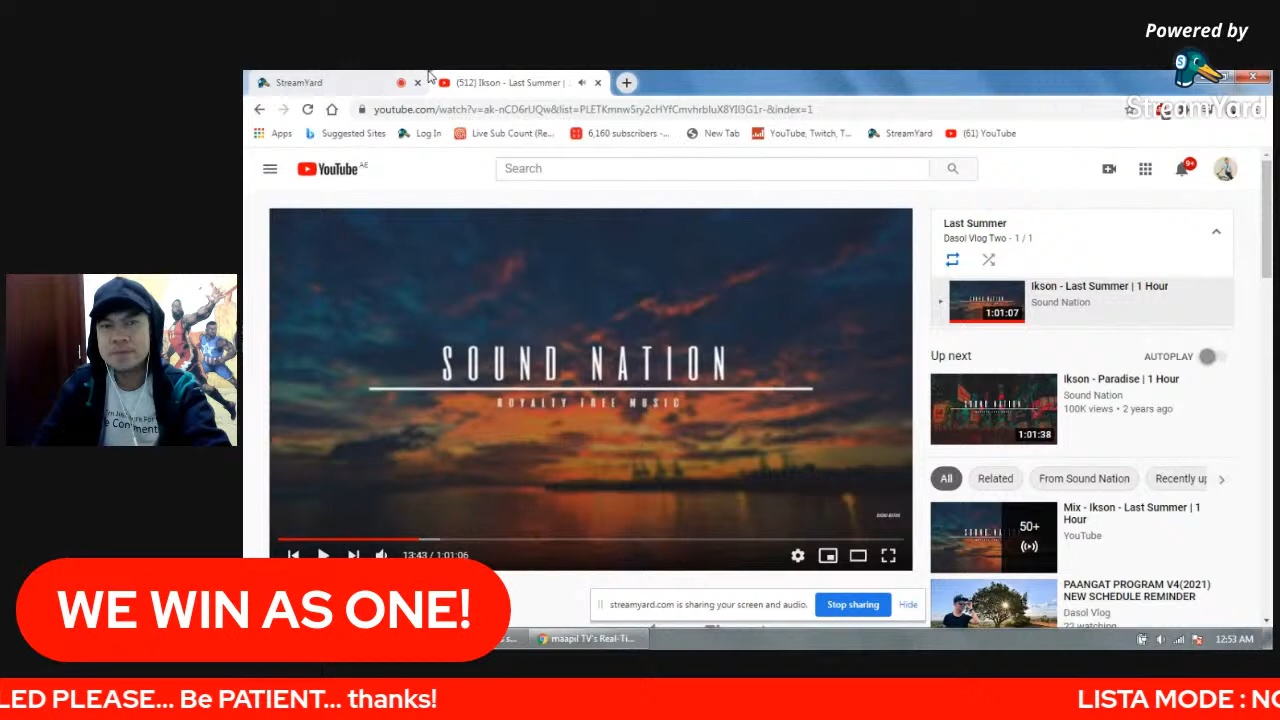 Powered by
StreamYard
StreamYard
(512) Ikson - Last Summer |
youtube.com/watch?v=ak-nCD6rUQw&list=PLETKmnw5ry2cHYfCmvhrbluX8YIl3G1r-&index=1
Apps
Suggested Sites
Log In
Live Sub Count (Re...
6,160 subscribers -...
New Tab
YouTube, Twitch, T...
StreamYard
(61) YouTube
YouTube AE
Search
9+
SOUND NATION
ROYALTY FREE MUSIC
13:43 / 1:01:06
Last Summer
Dasol Vlog Two - 1 / 1
Ikson - Last Summer | 1 Hour
Sound Nation
1:01:07
Up next
AUTOPLAY
Ikson - Paradise | 1 Hour
Sound Nation
100K views • 2 years ago
1:01:38
All
Related
From Sound Nation
Recently up
Mix - Ikson - Last Summer | 1
Hour
YouTube
50+
PAANGAT PROGRAM V4(2021)
NEW SCHEDULE REMINDER
Dasol Vlog
22 watching
streamyard.com is sharing your screen and audio.
Stop sharing
Hide
maapil TV's Real-Ti...
12:53 AM
WE WIN AS ONE!
LED PLEASE... Be PATIENT... thanks!
LISTA MODE : NO